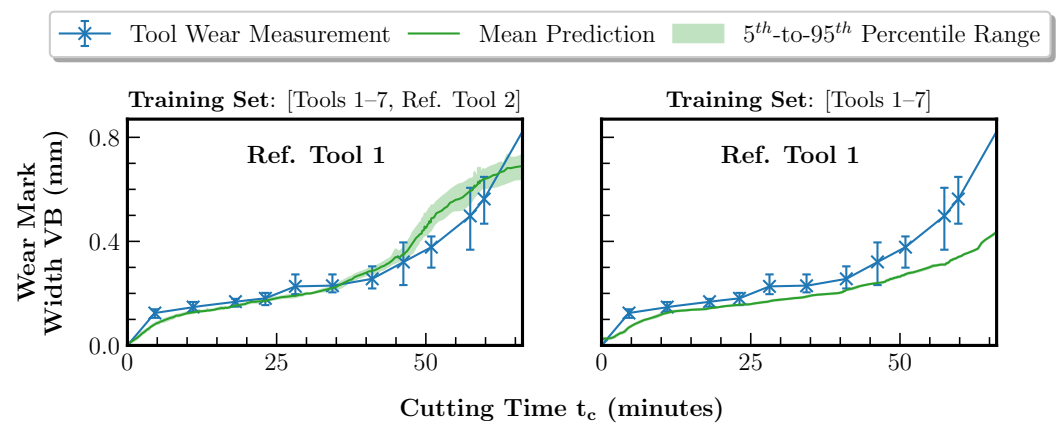 Tool Wear Measurement Mean Prediction 5th-to-95th Percentile Range
Training Set: [Tools 1–7, Ref. Tool 2]
Training Set: [Tools 1–7]
Wear Mark
Width VB (mm)
0.8
0.4
0.0
Ref. Tool 1
Ref. Tool 1
0 25 50
0 25 50
Cutting Time tc (minutes)